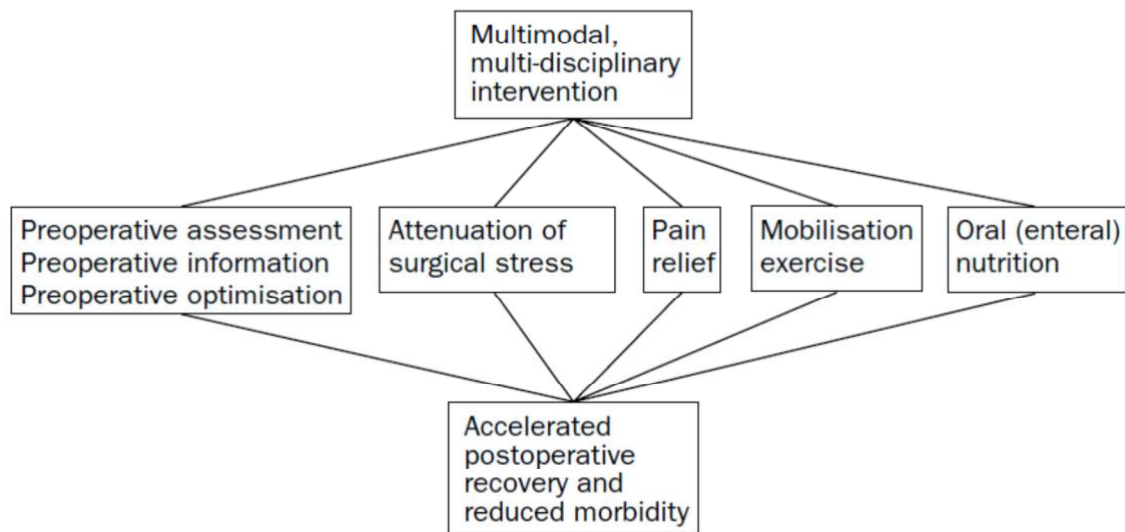 Multimodal,
multi-disciplinary
intervention
Preoperative assessment
Preoperative information
Preoperative optimisation
Attenuation of
surgical stress
Pain
relief
Mobilisation
exercise
Oral (enteral)
nutrition
Accelerated
postoperative
recovery and
reduced morbidity